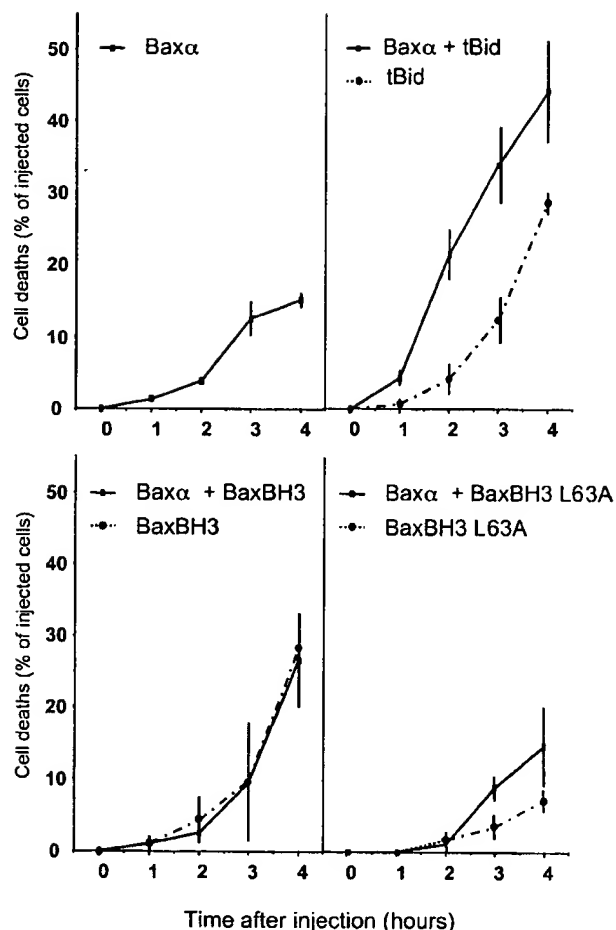 Cell deaths (% of injected cells)
50
40
30
20
10
0
Baxα
0 1 2 3 4
Baxα + tBid
tBid
0 1 2 3 4
Cell deaths (% of injected cells)
50
40
30
20
10
0
Baxα + BaxBH3
BaxBH3
0 1 2 3 4
Baxα + BaxBH3 L63A
BaxBH3 L63A
0 1 2 3 4
Time after injection (hours)